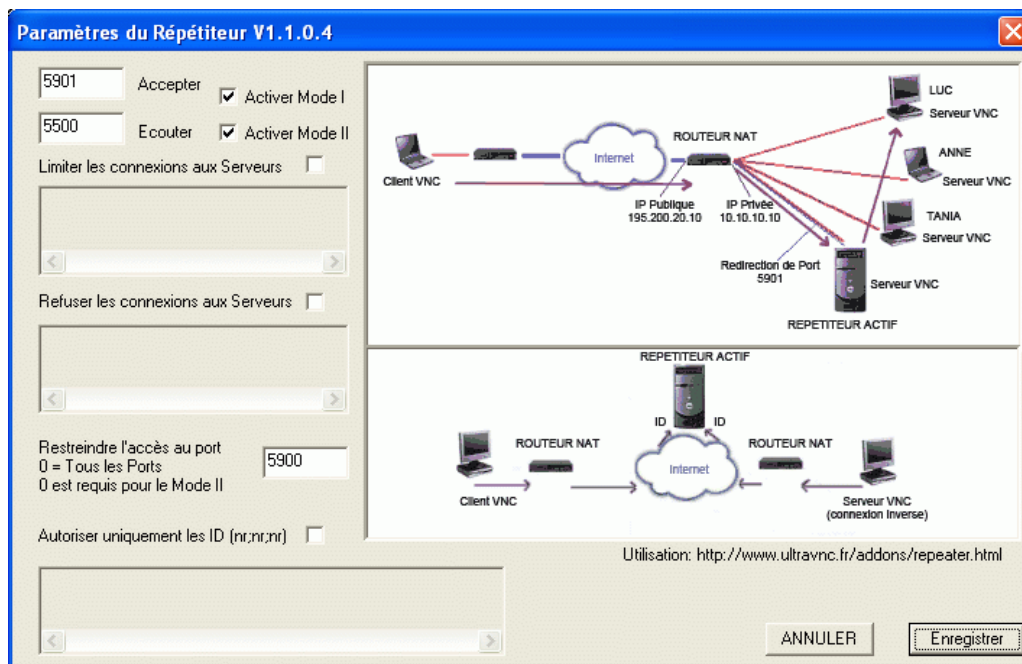 Paramètres du Répétiteur V1.1.0.4
5901 Accepter Activer Mode I
5500 Ecouter Activer Mode II
Limiter les connexions aux Serveurs
Refuser les connexions aux Serveurs
Restreindre l'accès au port
0 = Tous les Ports
0 est requis pour le Mode II
5900
Autoriser uniquement les ID (nr;nr;nr)
LUC
Serveur VNC
ROUTEUR NAT
Internet
ANNE
Serveur VNC
Client VNC
IP Publique
195.200.20.10
IP Privée
10.10.10.10
TANIA
Serveur VNC
Redirection de Port
5901
Serveur VNC
REPETITEUR ACTIF
REPETITEUR ACTIF
ID ID
ROUTEUR NAT
ROUTEUR NAT
Internet
Client VNC
Serveur VNC
(connexion Inverse)
Utilisation: http://www.ultravnc.fr/addons/repeater.html
ANNULER
Enregistrer